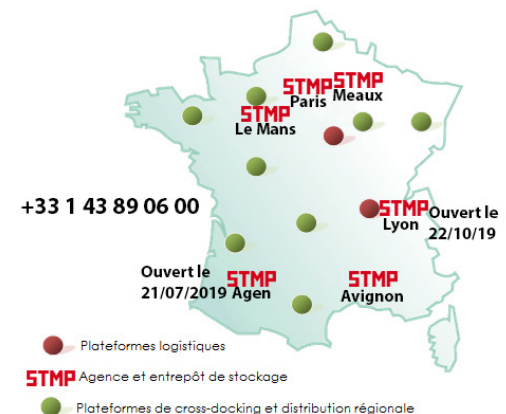 STMP STMP
Paris Meaux
STMP
Le Mans
+33 1 43 89 06 00
STMP Ouvert le
Lyon 22/10/19
Ouvert le STMP
21/07/2019 Agen
STMP
Avignon
Plateformes logistiques
STMP Agence et entrepôt de stockage
Plateformes de cross-docking et distribution régionale